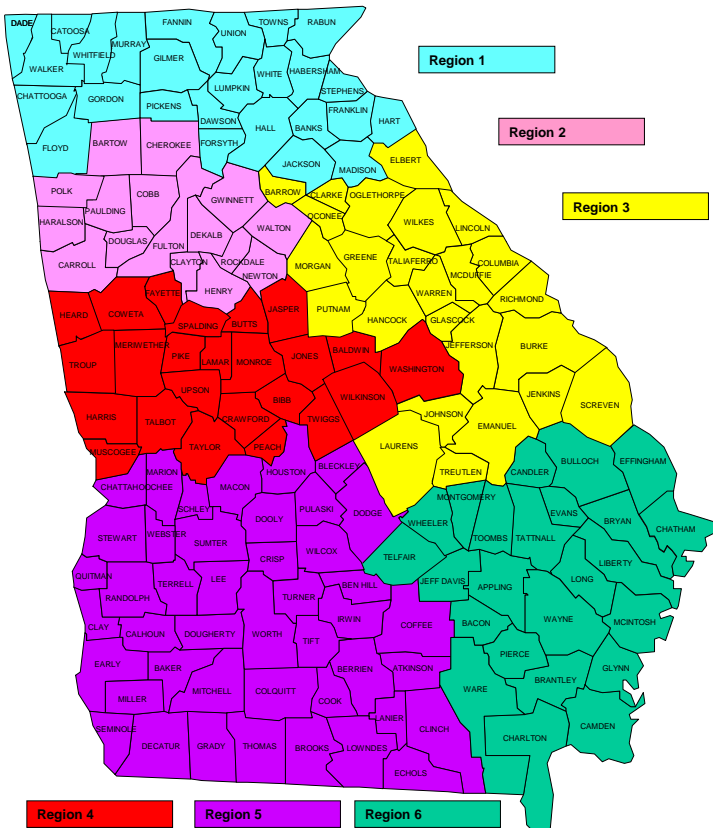 DADE
CATOOSA
FANNIN
TOWNS
RABUN
UNION
MURRAY
WHITFIELD
GILMER
WALKER
WHITE
HABERSHAM
LUMPKIN
STEPHENS
CHATTOOGA
GORDON
PICKENS
FRANKLIN
HART
DAWSON
HALL
BANKS
FLOYD
BARTOW
CHEROKEE
FORSYTH
JACKSON
MADISON
ELBERT
Region 1
Region 2
Region 3
POLK
COBB
GWINNETT
BARROW
CLARKE
OGLETHORPE
PAULDING
HARALSON
OCONEE
WILKES
LINCOLN
WALTON
DEKALB
DOUGLAS
FULTON
CARROLL
CLAYTON
ROCKDALE
NEWTON
MORGAN
GREENE
TALIAFERRO
COLUMBIA
MCDUFFIE
HENRY
FAYETTE
WARREN
RICHMOND
HEARD
COWETA
SPALDING
BUTTS
JASPER
PUTNAM
HANCOCK
GLASCOCK
MERIWETHER
PIKE
LAMAR
MONROE
JONES
BALDWIN
WASHINGTON
JEFFERSON
BURKE
TROUP
UPSON
BIBB
WILKINSON
JENKINS
SCREVEN
HARRIS
TALBOT
CRAWFORD
TWIGGS
JOHNSON
EMANUEL
MUSCOGEE
TAYLOR
PEACH
LAURENS
CHATTAHOOCHEE
MARION
MACON
HOUSTON
BLECKLEY
TREUTLEN
CANDLER
BULLOCH
EFFINGHAM
SCHLEY
DOOLY
PULASKI
DODGE
MONTGOMERY
WHEELER
TOOMBS
TATTNALL
EVANS
BRYAN
CHATHAM
STEWART
WEBSTER
SUMTER
CRISP
WILCOX
TELFAIR
LIBERTY
QUITMAN
RANDOLPH
TERRELL
LEE
TURNER
BEN HILL
JEFF DAVIS
APPLING
LONG
CLAY
CALHOUN
DOUGHERTY
WORTH
TIFT
IRWIN
COFFEE
BACON
WAYNE
MCINTOSH
EARLY
BAKER
BERRIEN
ATKINSON
PIERCE
GLYNN
MILLER
MITCHELL
COLQUITT
COOK
WARE
BRANTLEY
SEMINOLE
LANIER
CLINCH
DECATUR
GRADY
THOMAS
BROOKS
LOWNDES
CHARLTON
CAMDEN
ECHOLS
Region 4
Region 5
Region 6